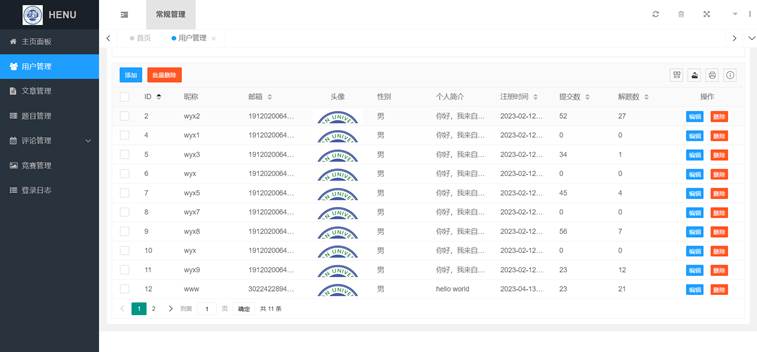 HENU 常规管理
主页面板
用户管理
文章管理
题目管理
评论管理
竞赛管理
登录日志
首页 用户管理
添加 批量删除
ID 昵称 邮箱 头像 性别 个人简介 注册时间 提交数 解题数 操作
2 wyx2 1912020064... 男 你好，我来自... 2023-02-12... 52 27 编辑 删除
4 wyx1 1912020064... 男 你好，我来自... 2023-02-12... 0 0 编辑 删除
5 wyx3 1912020064... 男 你好，我来自... 2023-02-12... 34 1 编辑 删除
6 wyx 1912020064... 男 你好，我来自... 2023-02-12... 0 0 编辑 删除
7 wyx5 1912020064... 男 你好，我来自... 2023-02-12... 45 4 编辑 删除
8 wyx7 1912020064... 男 你好，我来自... 2023-02-12... 0 0 编辑 删除
9 wyx8 1912020064... 男 你好，我来自... 2023-02-12... 56 7 编辑 删除
10 wyx 1912020064... 男 你好，我来自... 2023-02-12... 0 0 编辑 删除
11 wyx9 1912020064... 男 你好，我来自... 2023-02-12... 23 12 编辑 删除
12 www 3022422894... 男 hello world 2023-04-13... 23 21 编辑 删除
1 2 到第 1 页 确定 共 11 条